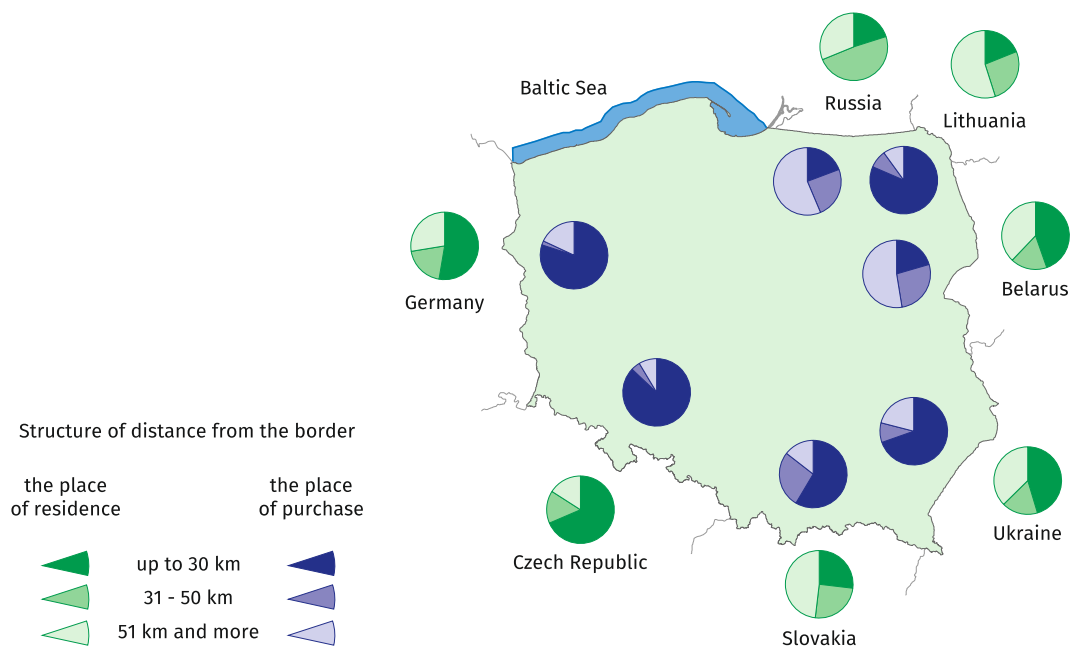 Baltic Sea
Russia
Lithuania
Germany
Belarus
Czech Republic
Ukraine
Slovakia
Structure of distance from the border
the place
of residence
the place
of purchase
up to 30 km
31 - 50 km
51 km and more